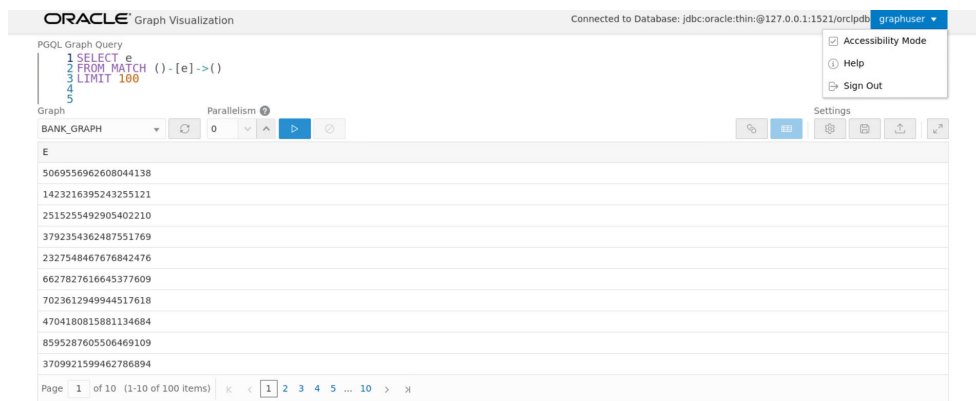 ORACLE® Graph Visualization
Connected to Database: jdbc:oracle:thin:@127.0.0.1:1521/orclpdb graphuser
Accessibility Mode
Help
Sign Out
PGQL Graph Query
1 SELECT e
2 FROM MATCH ()-[e]->()
3 LIMIT 100
4
5
Graph Parallelism Settings
BANK_GRAPH 0
E
5069556962608044138
1423216395243255121
2515255492905402210
3792354362487551769
2327548467676842476
6627827616645377609
7023612949944517618
4704180815881134684
8595287605506469109
3709921599462786894
Page 1 of 10 (1-10 of 100 items) 1 2 3 4 5 ... 10